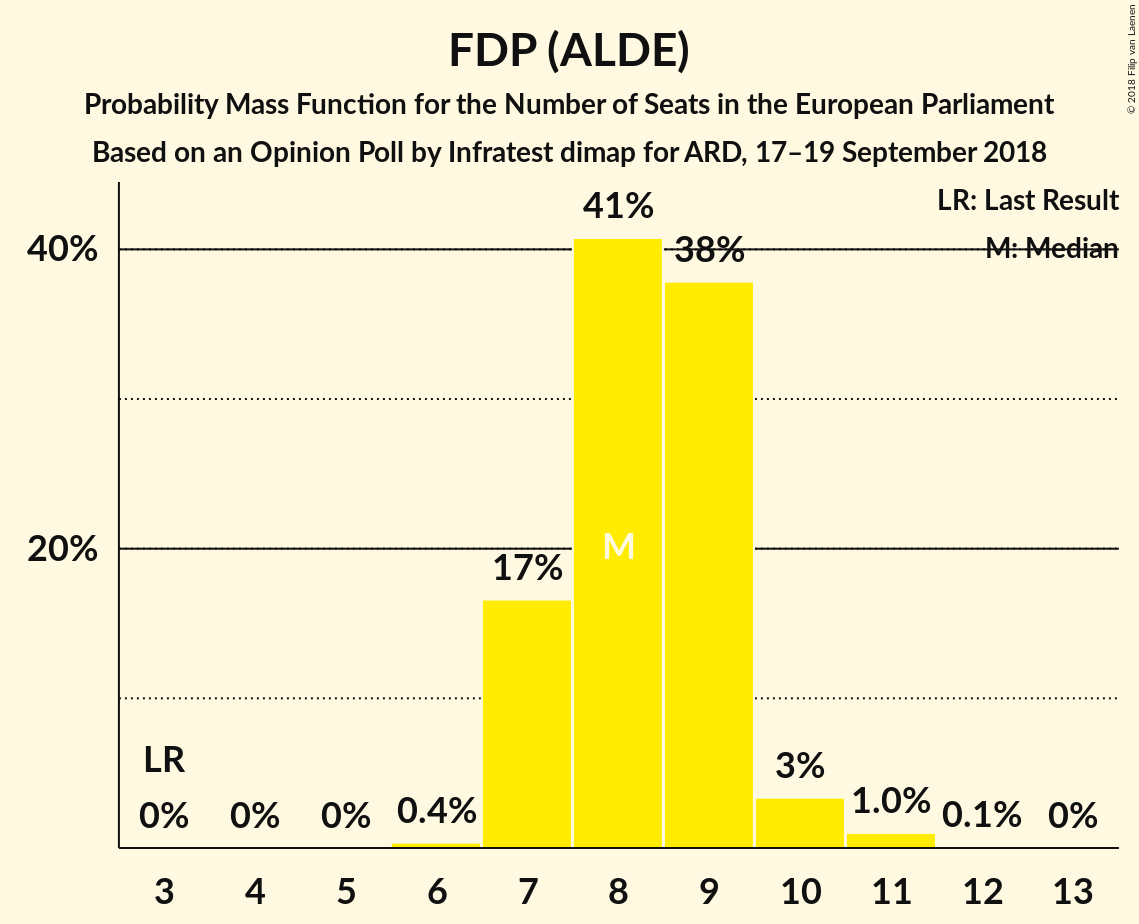 FDP (ALDE)
Probability Mass Function for the Number of Seats in the European Parliament
Based on an Opinion Poll by Infratest dimap for ARD, 17–19 September 2018
© 2018 Filip van Laenen
LR: Last Result
M: Median
40%
20%
41%
38%
17%
M
LR
0%
0%
0%
0.4%
3%
1.0%
0.1%
0%
3 4 5 6 7 8 9 10 11 12 13